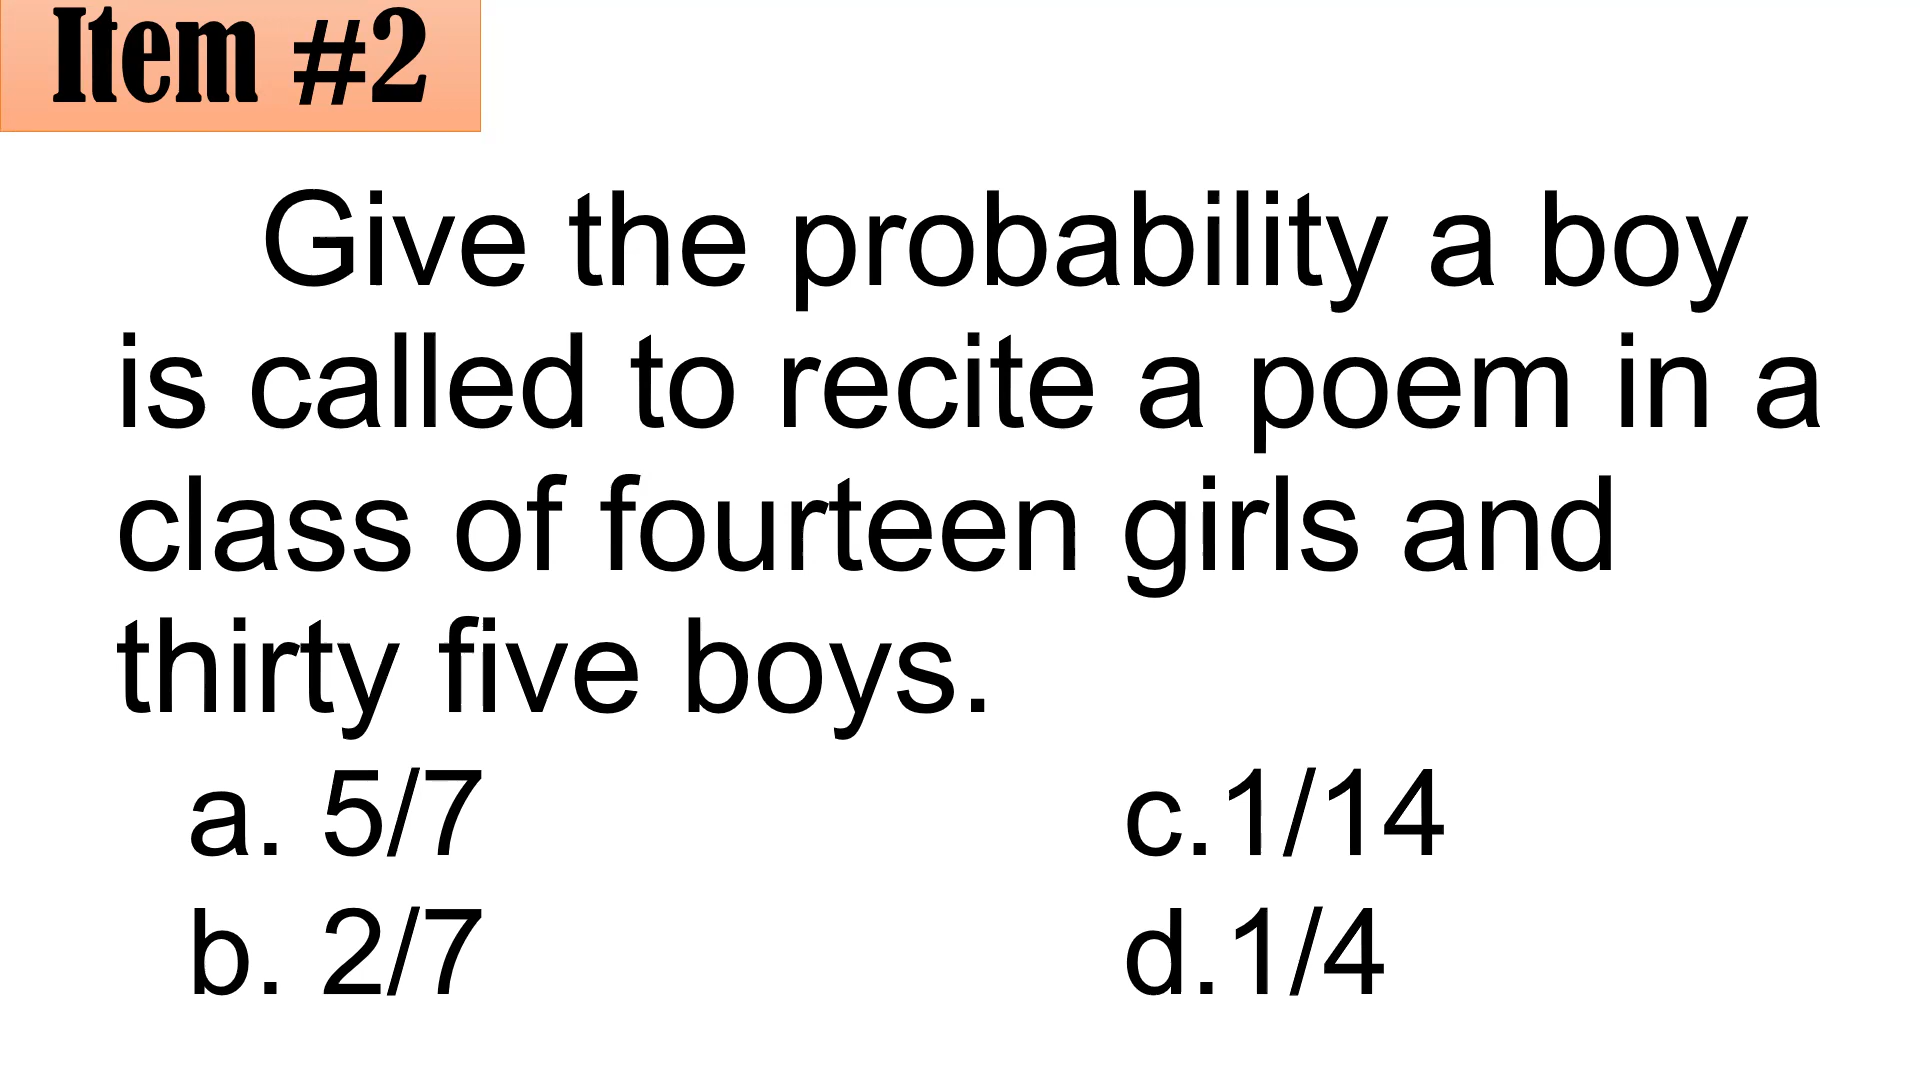 Item #2
Give the probability a boy
is called to recite a poem in a
class of fourteen girls and
thirty five boys.
a. 5/7 c.1/14
b. 2/7 d.1/4